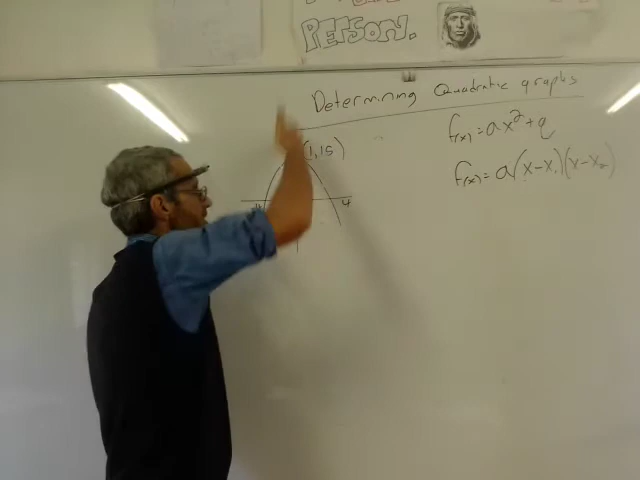 PERSON.
Determining Quadratic graphs
f(x)=ax²+q
(1,15)
f(x)=a(x-x₁)(x-x₂)
4